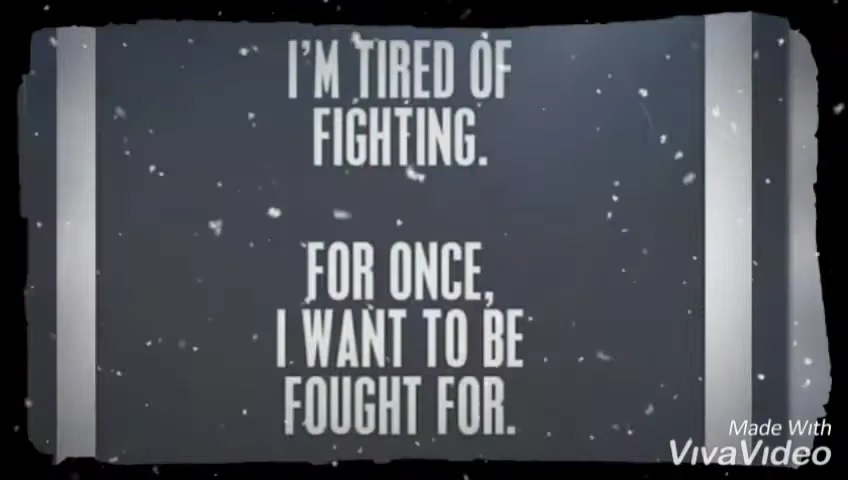 I'M TIRED OF
FIGHTING.
FOR ONCE,
I WANT TO BE
FOUGHT FOR.
Made With
VivaVideo